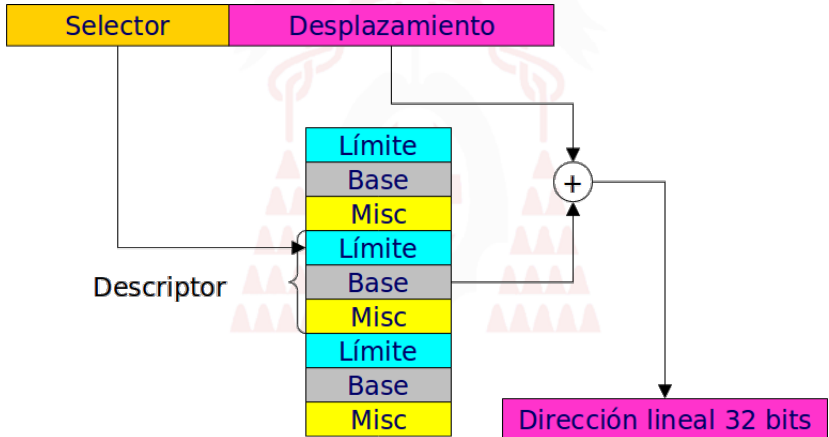 Selector
Desplazamiento
Límite
Base
Misc
Límite
Base
Misc
Límite
Base
Misc
Descriptor
+
Dirección lineal 32 bits